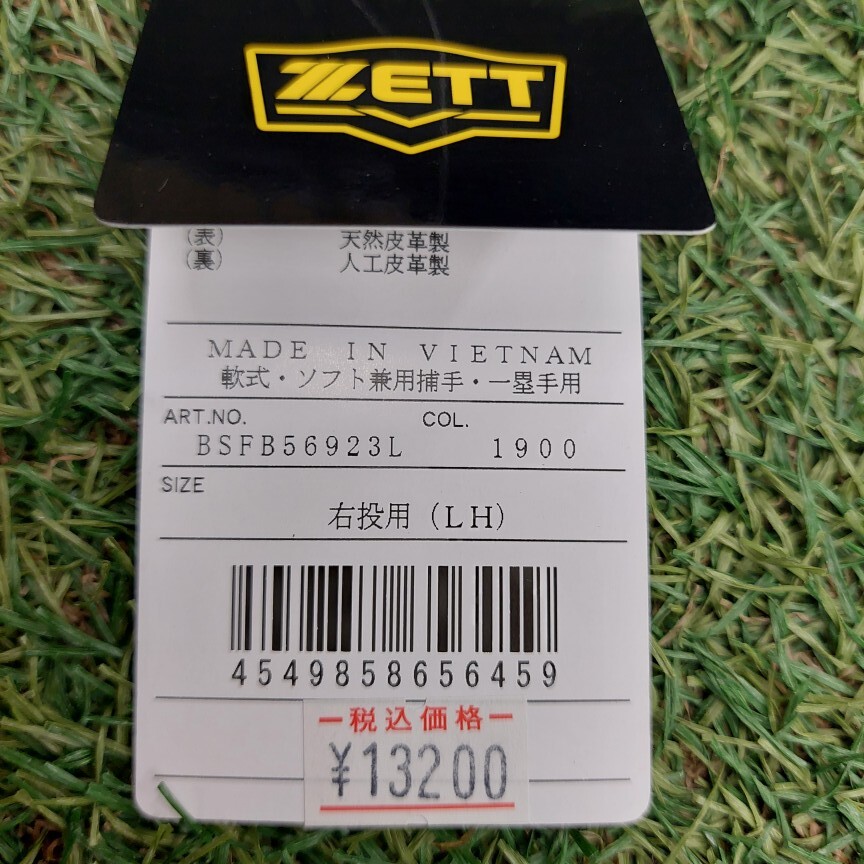 ZETT
(表) 天然皮革製
(裏) 人工皮革製
MADE IN VIETNAM
軟式・ソフト兼用捕手・一塁手用
ART.NO. COL.
BSFB56923L 1900
SIZE
右投用(LH)
4549858656459
税込価格
¥13200